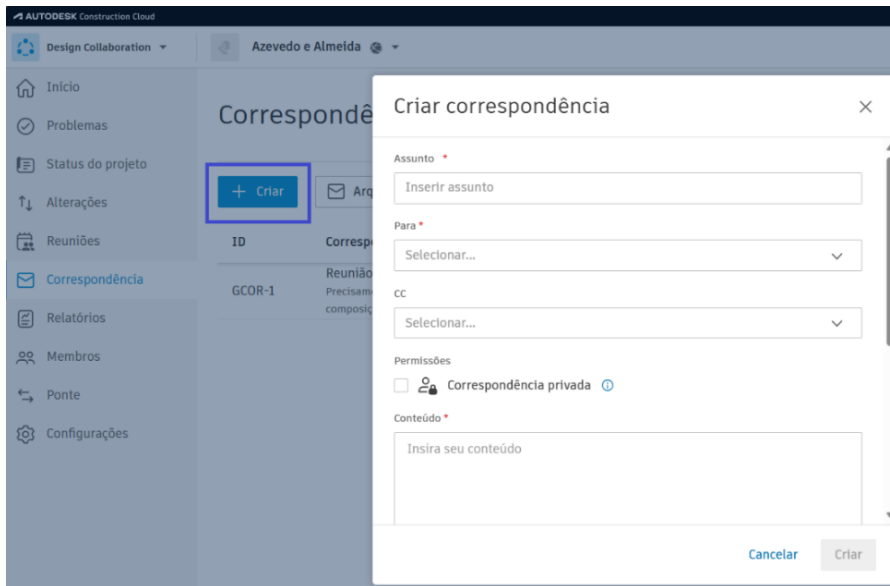 AUTODESK Construction Cloud
Design Collaboration
Azevedo e Almeida
Início
Problemas
Status do projeto
Alterações
Reuniões
Correspondência
Relatórios
Membros
Ponte
Configurações
Correspondê
+ Criar
Arq
ID
Correspo
GCOR-1
Reunião
Precisam
composiç
Criar correspondência
Assunto *
Inserir assunto
Para *
Selecionar...
CC
Selecionar...
Permissões
Correspondência privada
Conteúdo *
Insira seu conteúdo
Cancelar
Criar